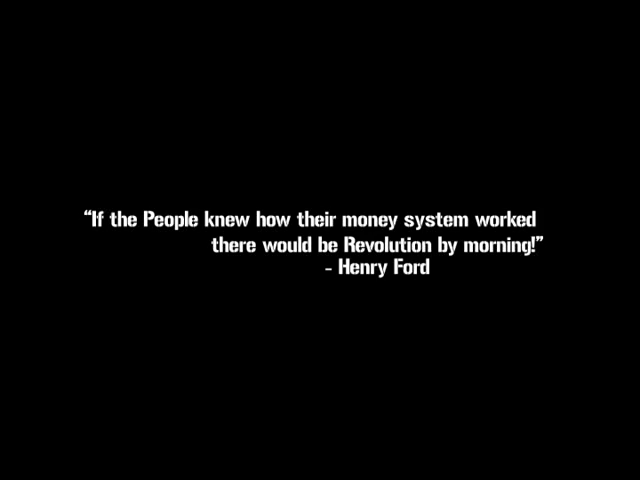 “If the People knew how their money system worked
there would be Revolution by morning!”
- Henry Ford